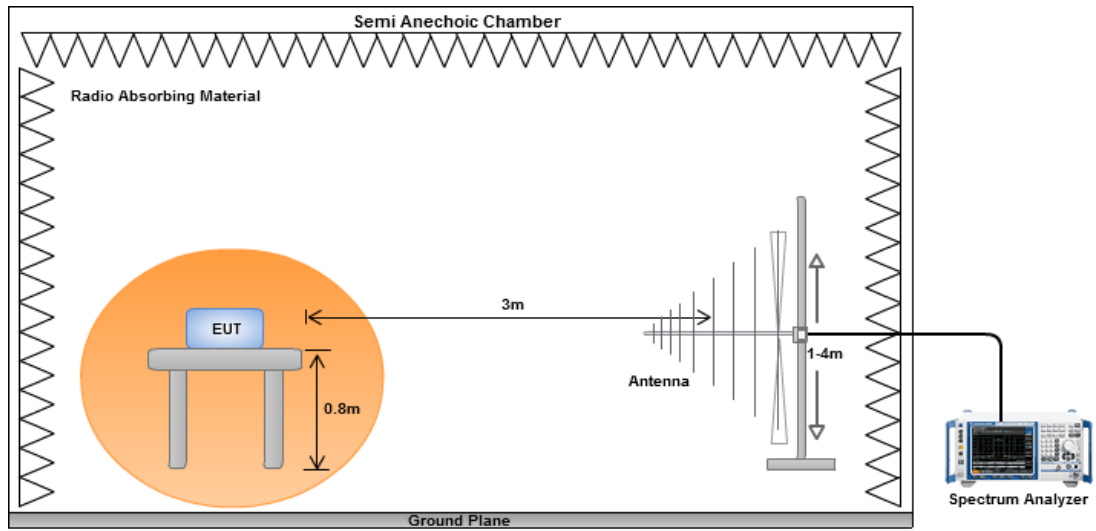 Semi Anechoic Chamber
Radio Absorbing Material
3m
EUT
1-4m
Antenna
0.8m
Spectrum Analyzer
Ground Plane